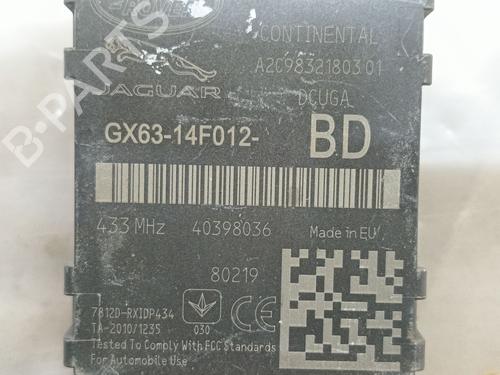 ROVER
CONTINENTAL
A2C98321803 01
JAGUAR
DCUGA
GX63-14F012-
BD
433 MHz
40398036
Made in EU
80219
7812D-RXIDP434
TA-2010/1235
030
CE
Tested To Comply With FCC Standards
For Automobile Use
B-PARTS